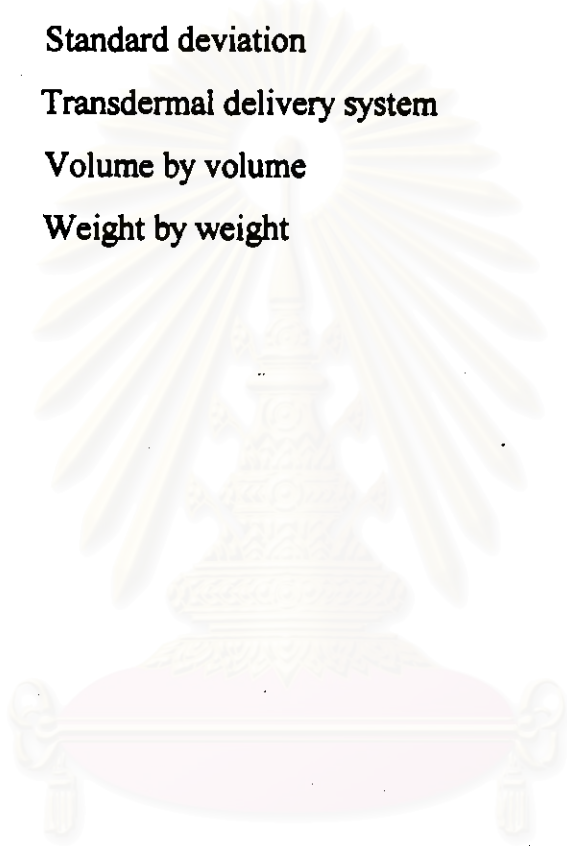 Standard deviation
Transdermal delivery system
Volume by volume
Weight by weight